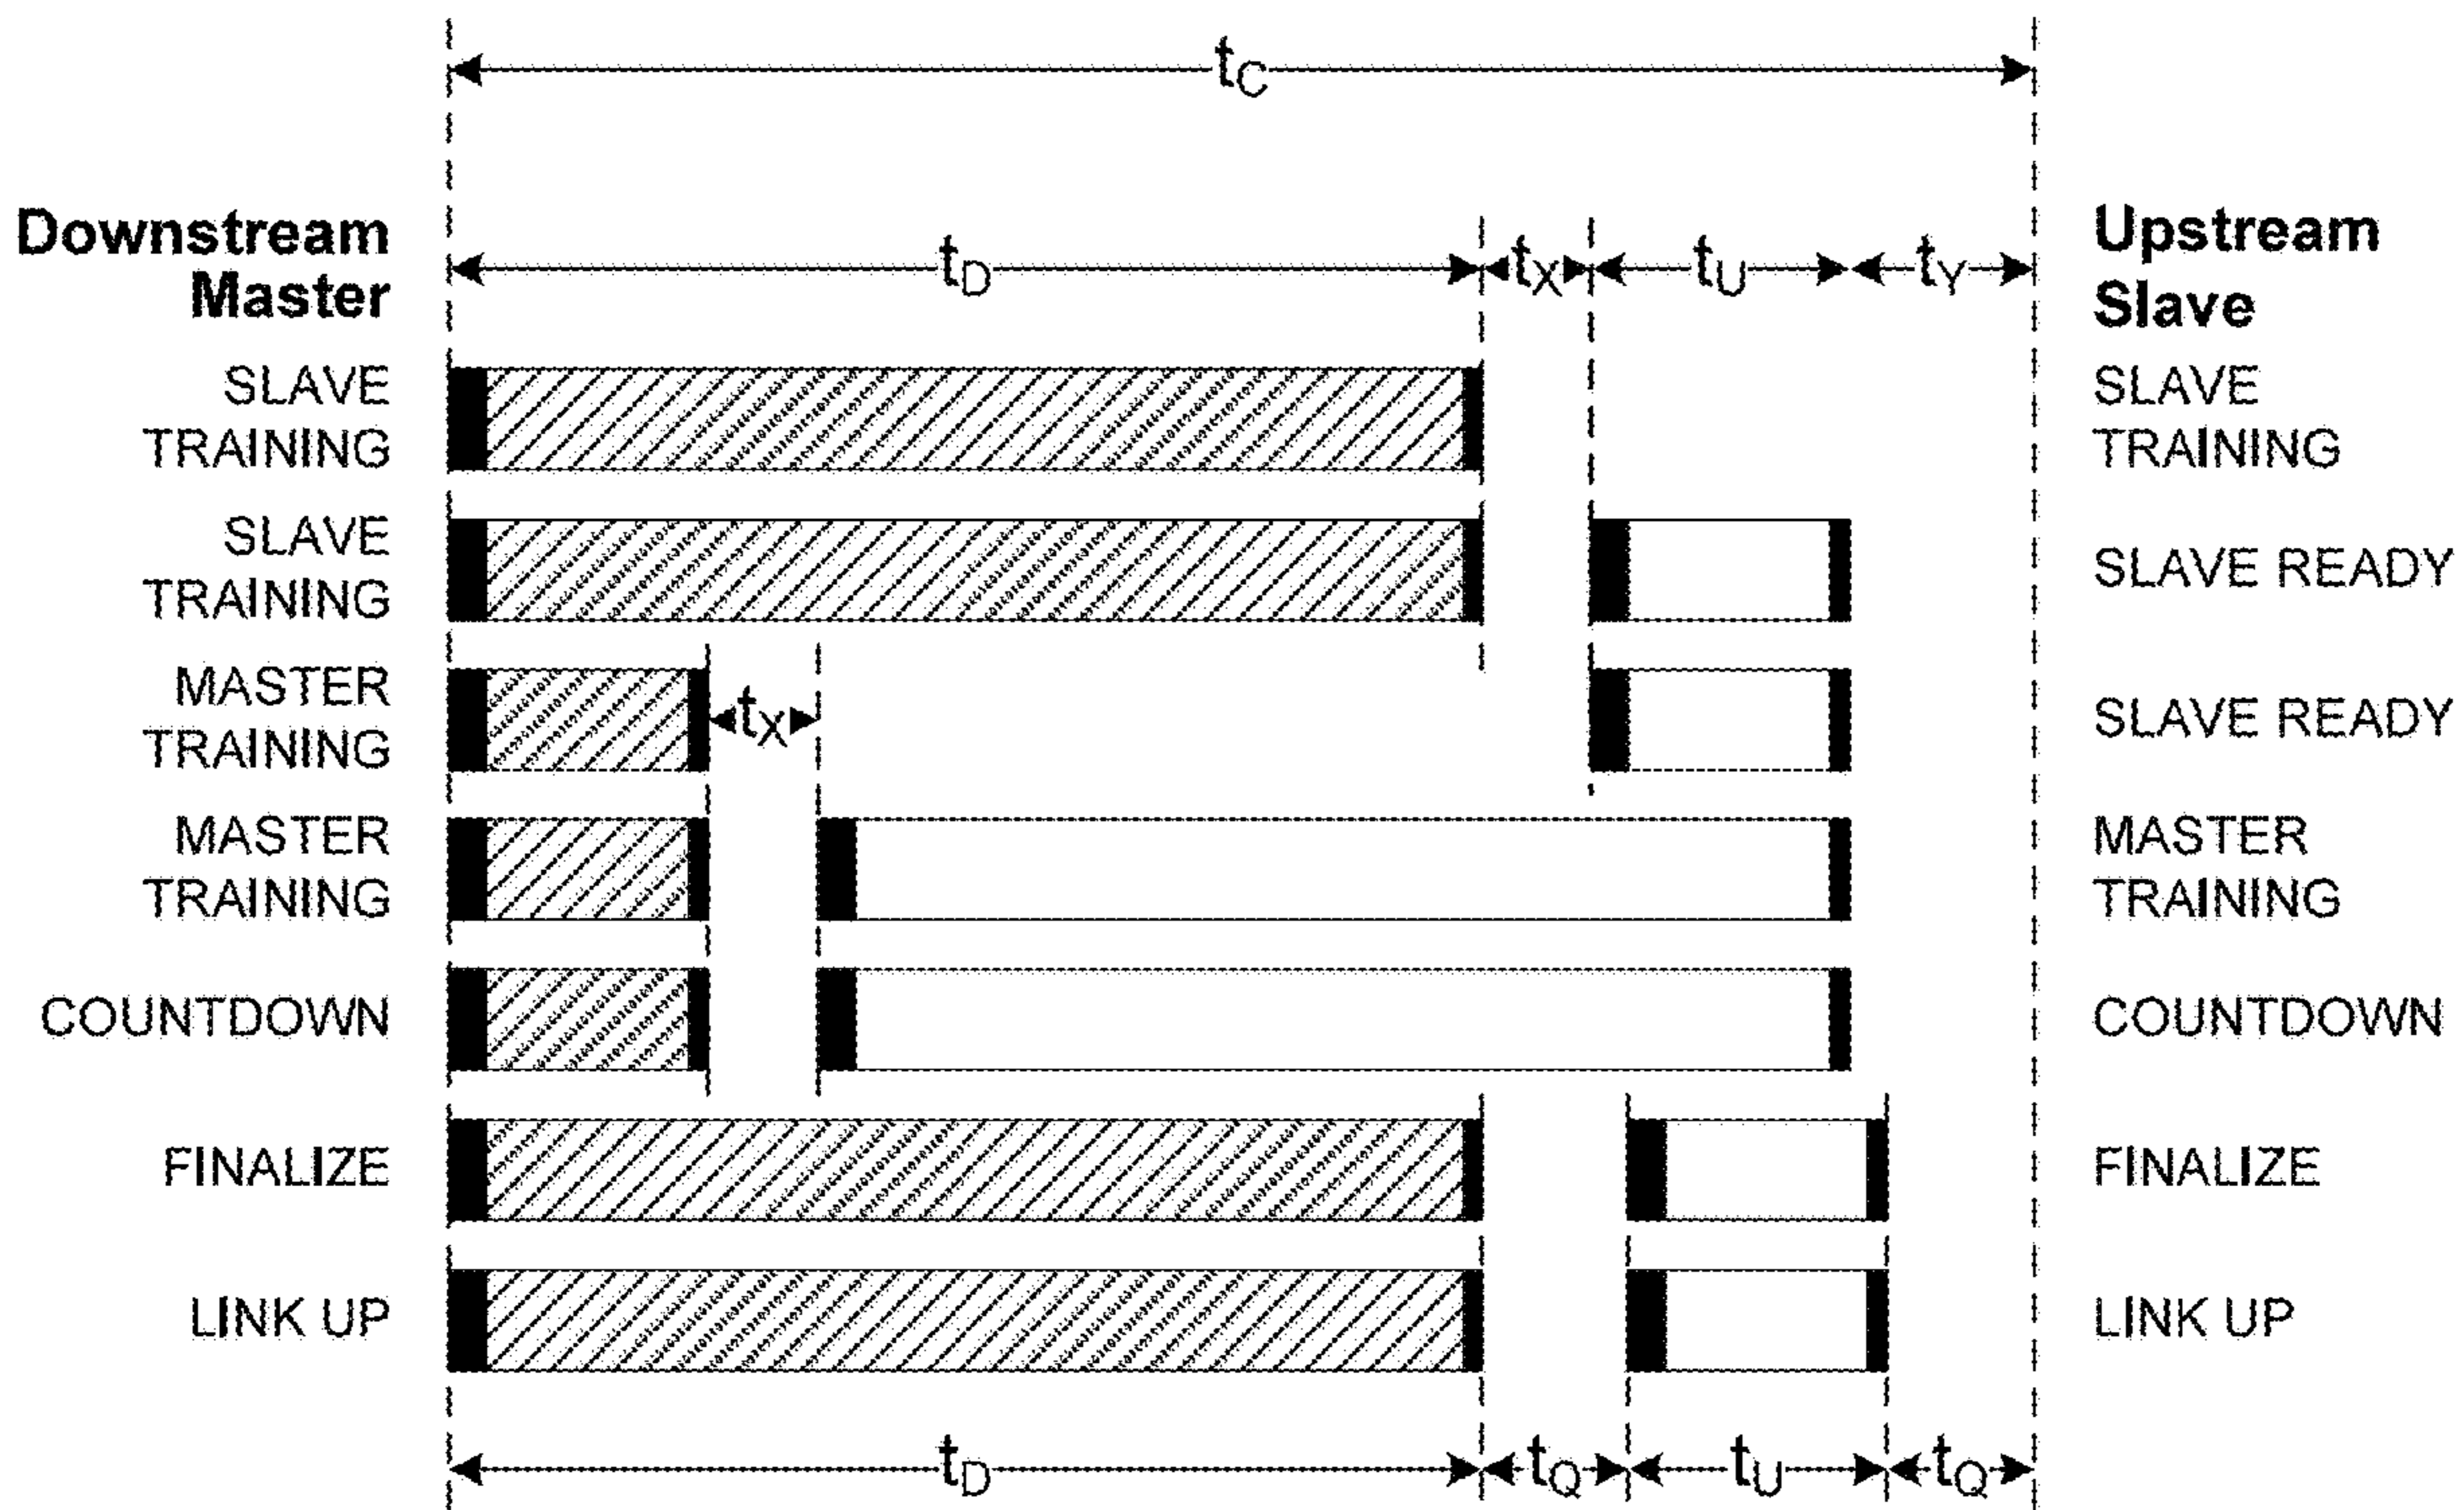 tC
Downstream
Master
tD
tX
tU
tY
Upstream
Slave
SLAVE
TRAINING
SLAVE
TRAINING
SLAVE
TRAINING
SLAVE READY
MASTER
TRAINING
tX
SLAVE READY
MASTER
TRAINING
MASTER
TRAINING
COUNTDOWN
COUNTDOWN
FINALIZE
FINALIZE
LINK UP
LINK UP
tD
tQ
tU
tQ